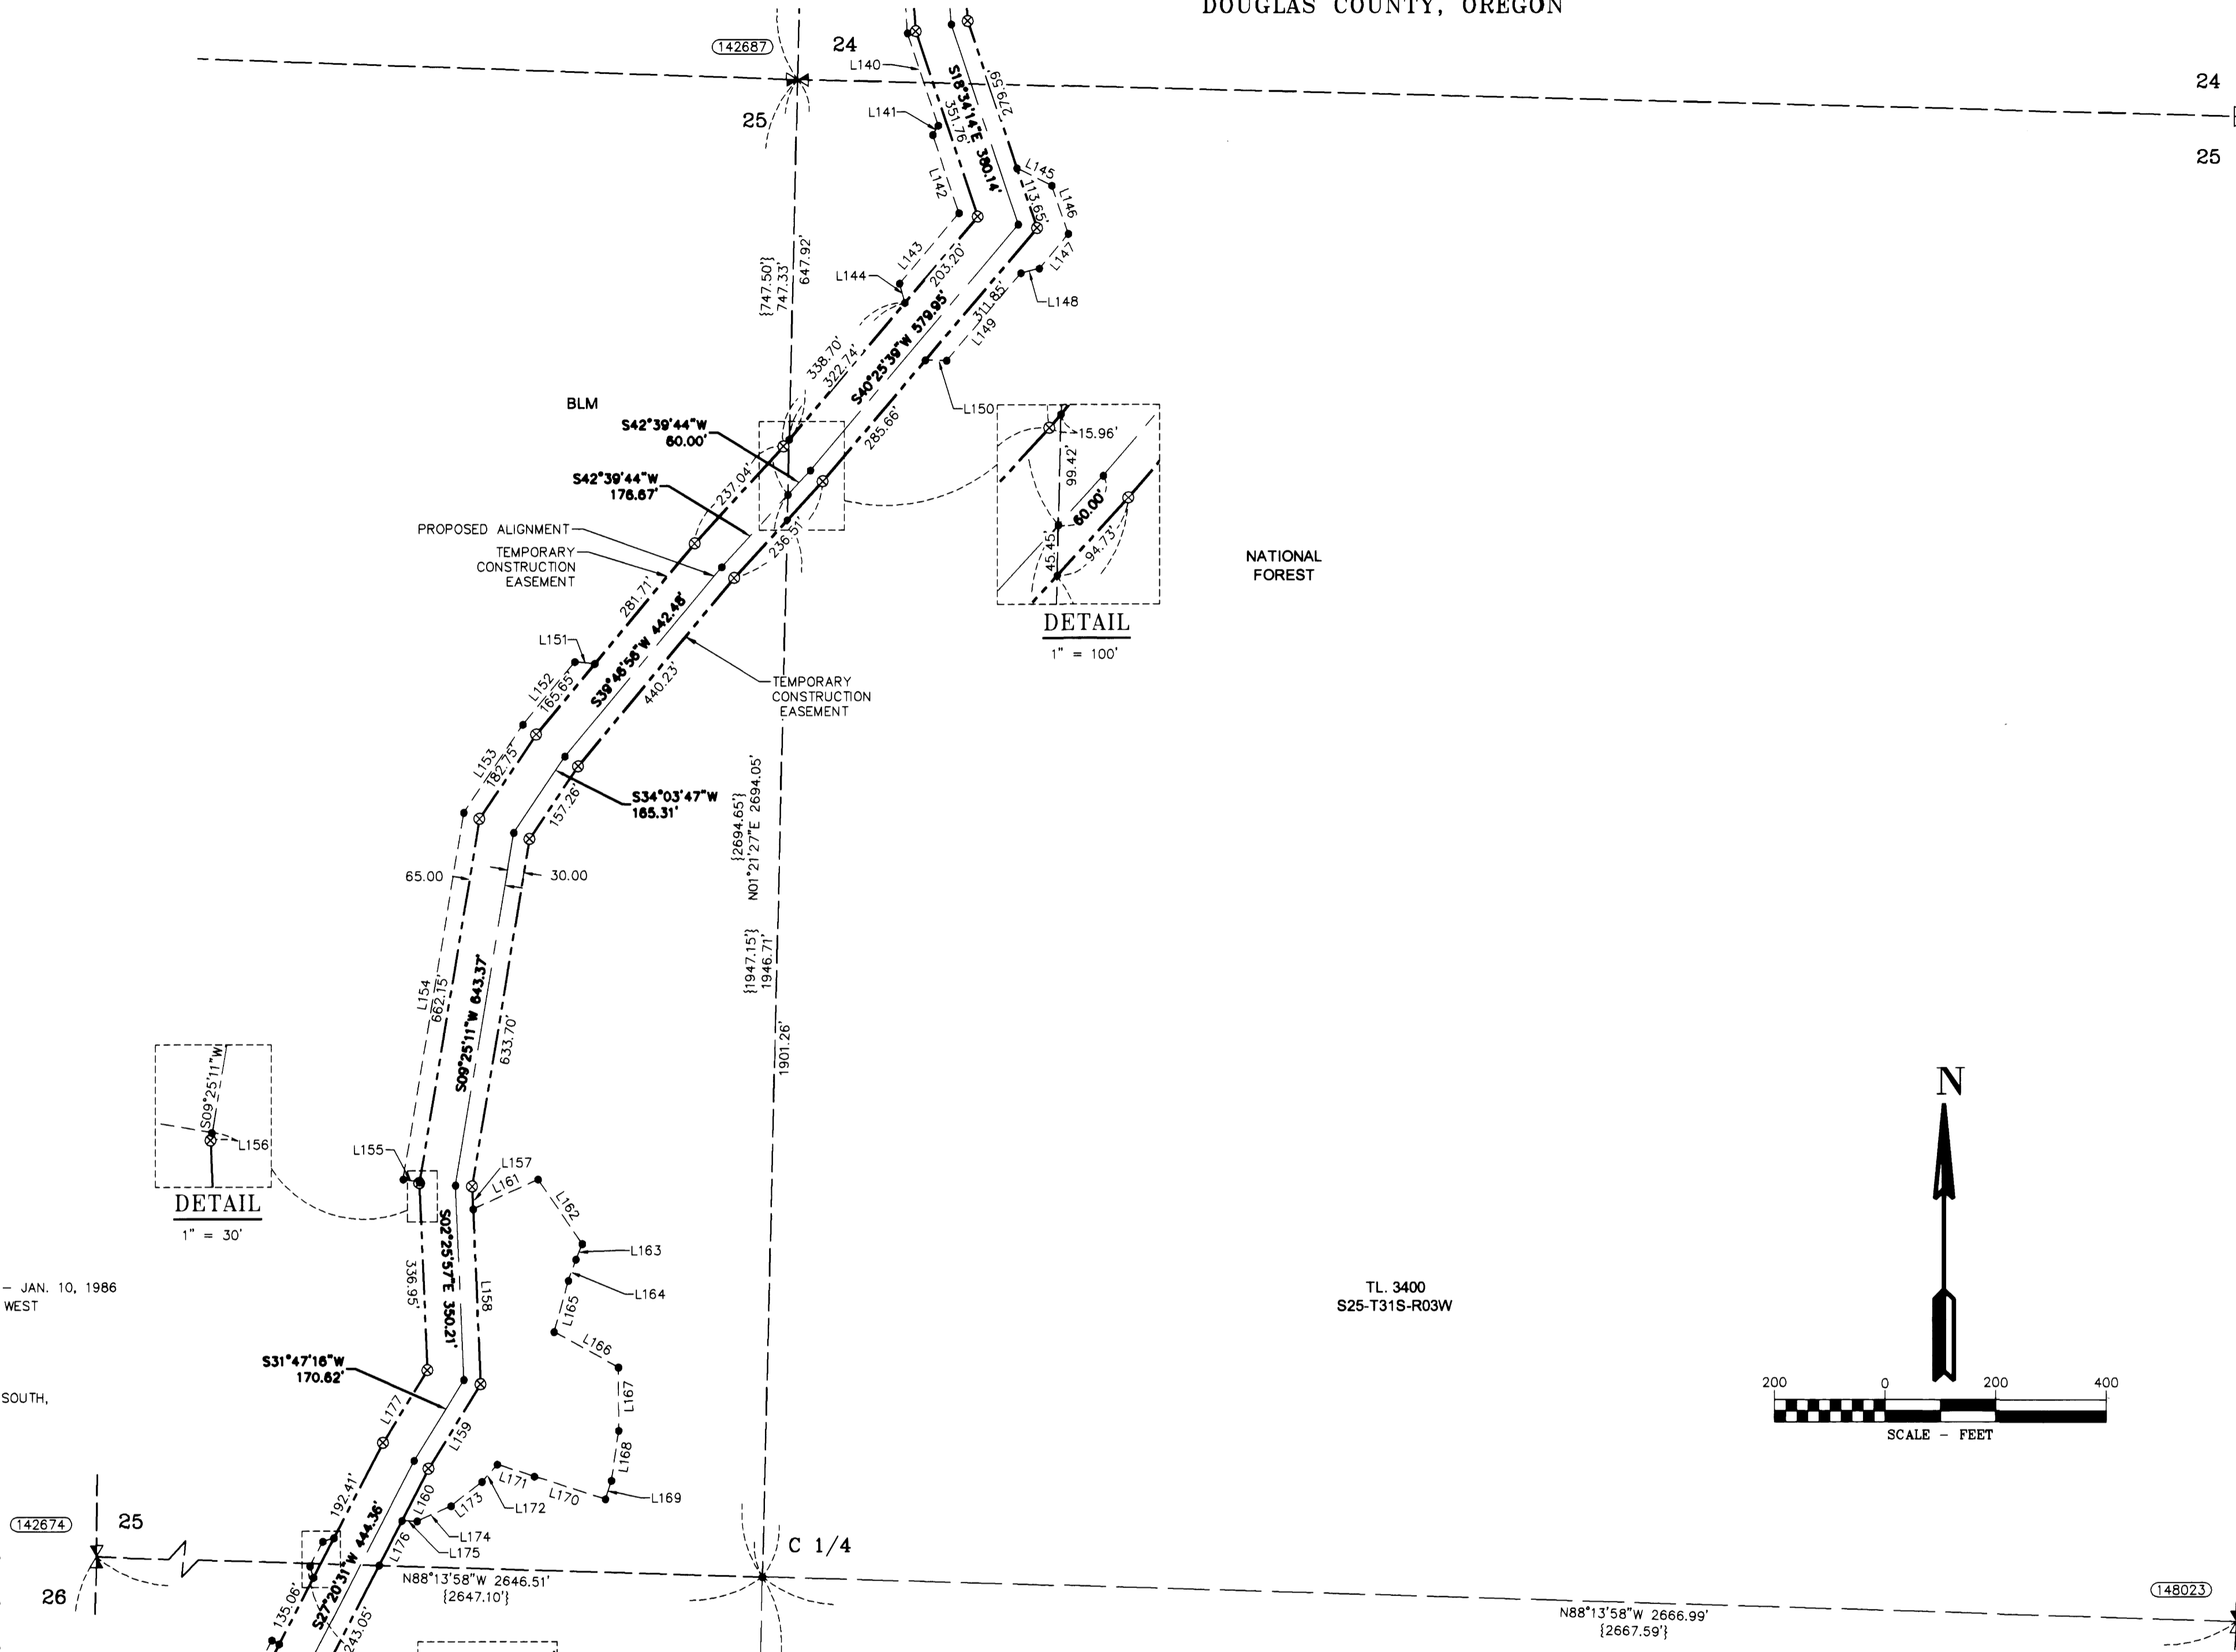 DOUGLAS COUNTY, OREGON
142687
24
25
24
25
L140
L141
L142
L143
L144
S18°34'14"E 380.14'
351.76'
279.59'
L145
113.65'
L146
L147
L148
L149
L150
{747.50'}
747.33'
647.92'
203.20'
311.85'
338.70'
322.74'
S40°25'39"W 579.95'
285.66'
BLM
S42°39'44"W
60.00'
S42°39'44"W
176.67'
237.04'
236.51'
15.96'
99.42'
60.00'
45.45'
94.73'
DETAIL
1" = 100'
NATIONAL
FOREST
PROPOSED ALIGNMENT
TEMPORARY
CONSTRUCTION
EASEMENT
281.71'
S39°46'56"W 442.48'
440.23'
TEMPORARY
CONSTRUCTION
EASEMENT
L151
L152
165.65'
L153
182.75'
157.26'
S34°03'47"W
165.31'
{2694.65'}
N01°21'27"E 2694.05'
65.00
30.00
{1947.15'}
1946.71'
1901.26'
L154
662.15'
S09°25'11"W 643.37'
633.70'
S09°25'11"W
L156
DETAIL
1" = 30'
L155
L157
L161
L162
L163
L164
L165
L166
L167
L168
L169
L170
L171
L172
L173
L174
L175
336.95'
S02°25'57"E 350.21'
L158
– JAN. 10, 1986
WEST
SOUTH,
S31°47'16"W
170.62'
L177
L159
L160
L176
192.41'
S27°20'31"W 444.36'
135.06'
243.05'
142674
25
26
N88°13'58"W 2646.51'
{2647.10'}
C 1/4
TL. 3400
S25-T31S-R03W
N
200 0 200 400
SCALE – FEET
148023
N88°13'58"W 2666.99'
{2667.59'}